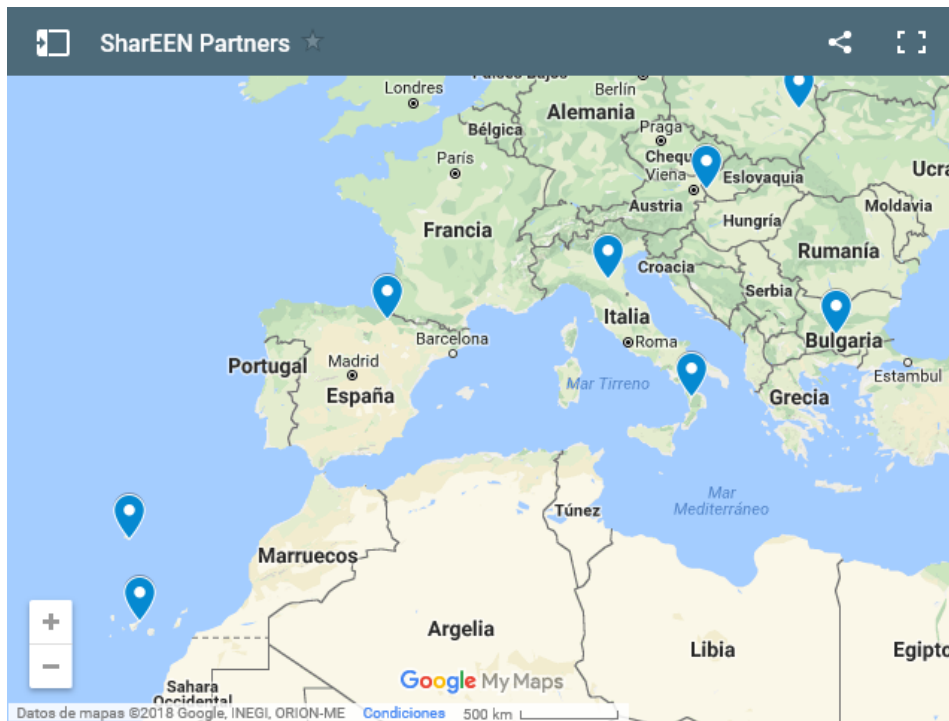 SharEEN Partners
Países Bajos
Londres
Berlín
Alemania
Bélgica
Praga
París
Chequ
Eslovaquia
Ucra
Viena
Austria
Moldavia
Hungría
Francia
Rumanía
Croacia
Serbia
Italia
Barcelona
Bulgaria
Roma
Portugal
Madrid
Estambul
España
Mar Tirreno
Grecia
Mar
Mediterráneo
Túnez
Marruecos
Argelia
Libia
Egipto
Sahara
Occidental
Google My Maps
Datos de mapas ©2018 Google, INEGI, ORION-ME Condiciones 500 km